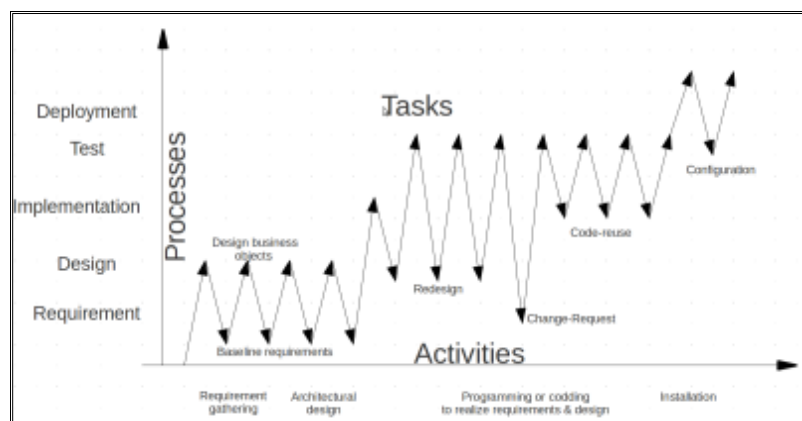 Deployment
Test
Implementation
Design
Requirement
Processes
Tasks
Design business
objects
Baseline requirements
Redesign
Change-Request
Code-reuse
Configuration
Activities
Requirement
gathering
Architectural
design
Programming or codding
to realize requirements & design
Installation